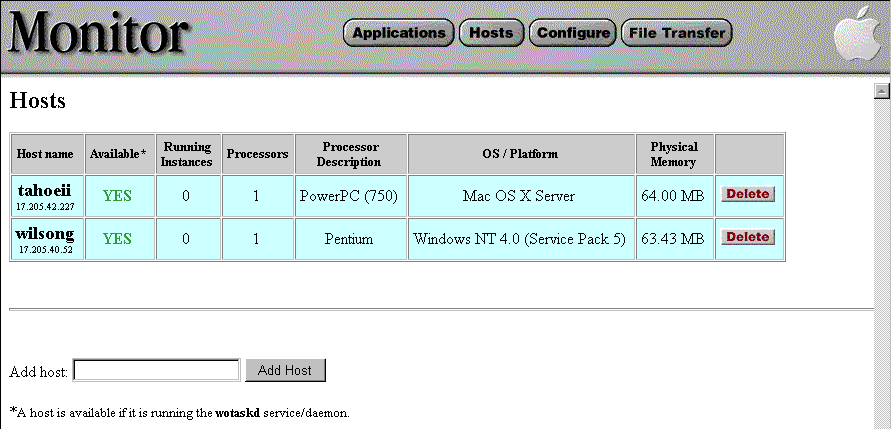 Monitor
Applications Hosts Configure File Transfer
Hosts
Host name Available* Running Instances Processors Processor Description OS / Platform Physical Memory
tahoeii 17.205.42.227 YES 0 1 PowerPC (750) Mac OS X Server 64.00 MB Delete
wilsong 17.205.40.52 YES 0 1 Pentium Windows NT 4.0 (Service Pack 5) 63.43 MB Delete
Add host: Add Host
*A host is available if it is running the wotaskd service/daemon.